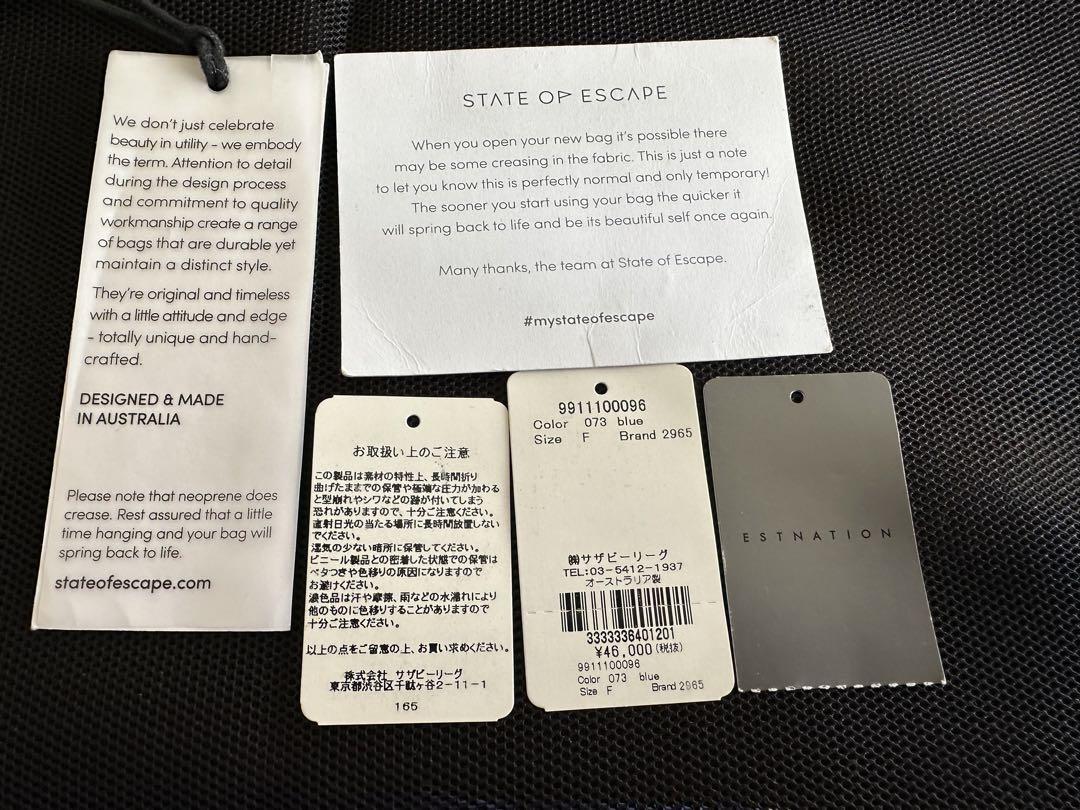 We don't just celebrate
beauty in utility - we embody
the term. Attention to detail
during the design process
and commitment to quality
workmanship create a range
of bags that are durable yet
maintain a distinct style.
They're original and timeless
with a little attitude and edge
- totally unique and hand-
crafted.
DESIGNED & MADE
IN AUSTRALIA
Please note that neoprene does
crease. Rest assured that a little
time hanging and your bag will
spring back to life.
stateofescape.com
STATE OF ESCAPE
When you open your new bag it's possible there
may be some creasing in the fabric. This is just a note
to let you know this is perfectly normal and only temporary!
The sooner you start using your bag the quicker it
will spring back to life and be its beautiful self once again.
Many thanks, the team at State of Escape.
#mystateofescape
お取扱い上のご注意
この製品は素材の特性上、長時間折り
曲げたままでの保管や極端な圧力が加わる
と型崩れやシワなどの跡が付いてしまう
恐れがありますので、十分ご注意ください。
直射日光の当たる場所に長時間放置しない
でください。
湿気の少ない暗所に保管してください。
ビニール製品との密着した状態での保管は
ベタつきや色移りの原因になりますので
お避けください。
濃色品は汗や摩擦、雨などの水濡れにより
他のものに色移りすることがありますので
十分ご注意ください。
以上の点をご留意の上、お買い求めください。
株式会社 サザビーリーグ
東京都渋谷区千駄ヶ谷2-11-1
165
9911100096
Color 073 blue
Size F Brand 2965
㈱サザビーリーグ
TEL:03-5412-1937
オーストラリア製
3333336401201
¥46,000(税抜)
9911100096
Color 073 blue
Size F Brand 2965
ESTNATION